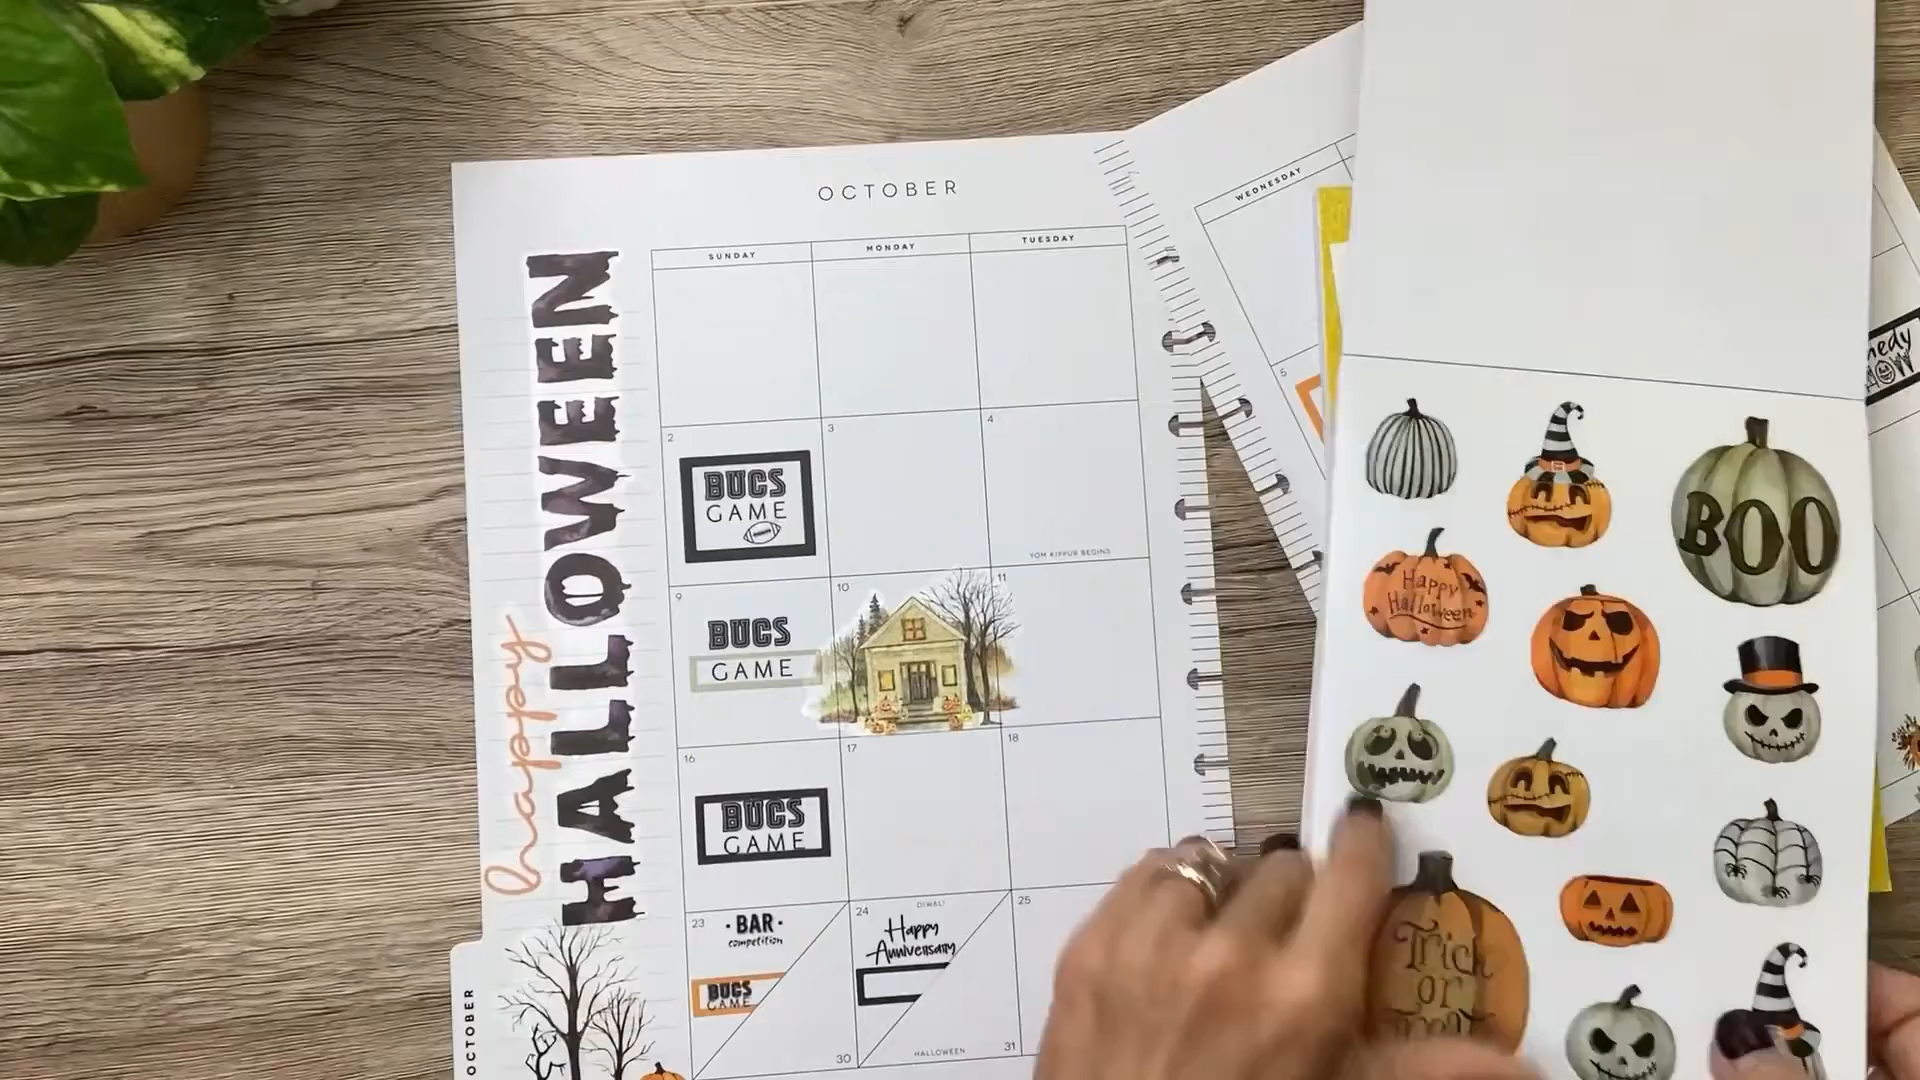 OCTOBER
SUNDAY
MONDAY
TUESDAY
WEDNESDAY
happy
HALLOWEEN
2
3
4
5
BUCS
GAME
YOM KIPPUR BEGINS
9
10
11
BUCS
GAME
16
17
18
BUCS
GAME
23
24
25
• BAR •
competition
BUCS
GAME
DIWALI
Happy
Anniversary
30
HALLOWEEN
31
OCTOBER
BOO
Happy
Halloween
Trick
or
Treat